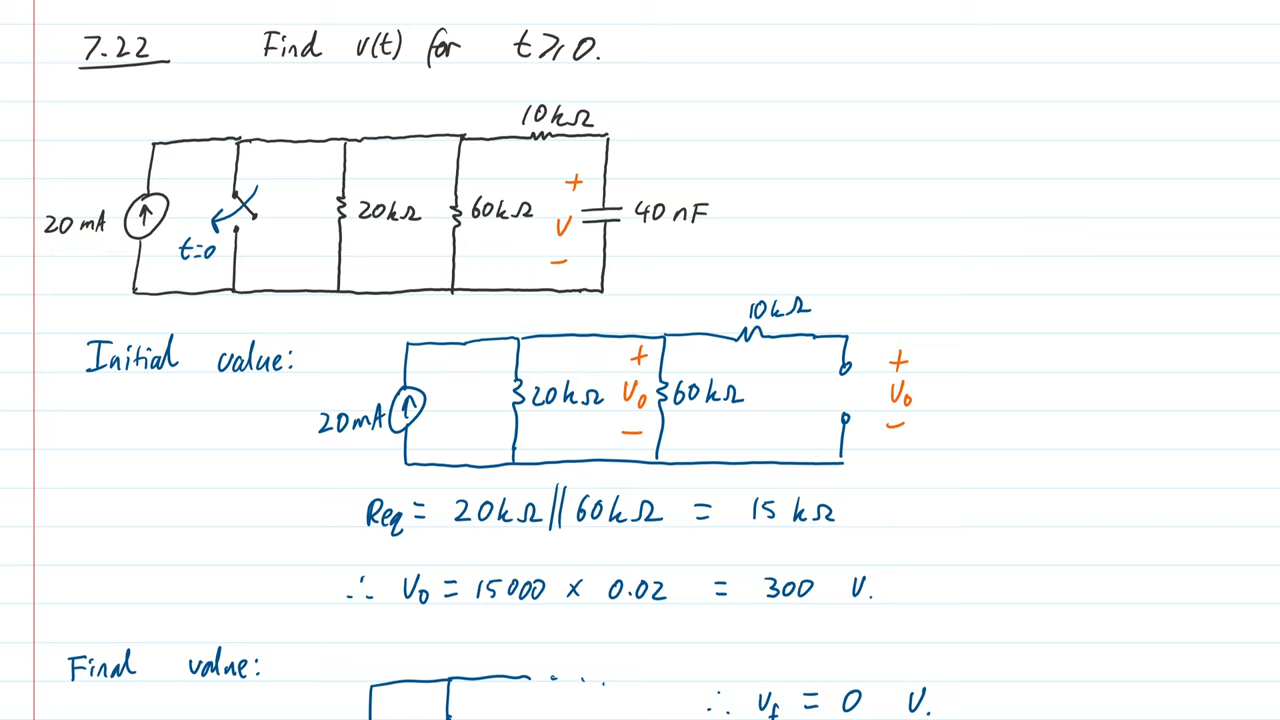 7.22 Find v(t) for t ≥ 0.
10kΩ
20 mA
t=0
20kΩ
60kΩ
+
V
−
40 nF
Initial value:
20mA
20kΩ
+
V₀
−
60kΩ
10kΩ
+
V₀
−
Req = 20kΩ || 60kΩ = 15 kΩ
∴ V₀ = 15000 × 0.02 = 300 V.
Final value:
∴ Vf = 0 V.